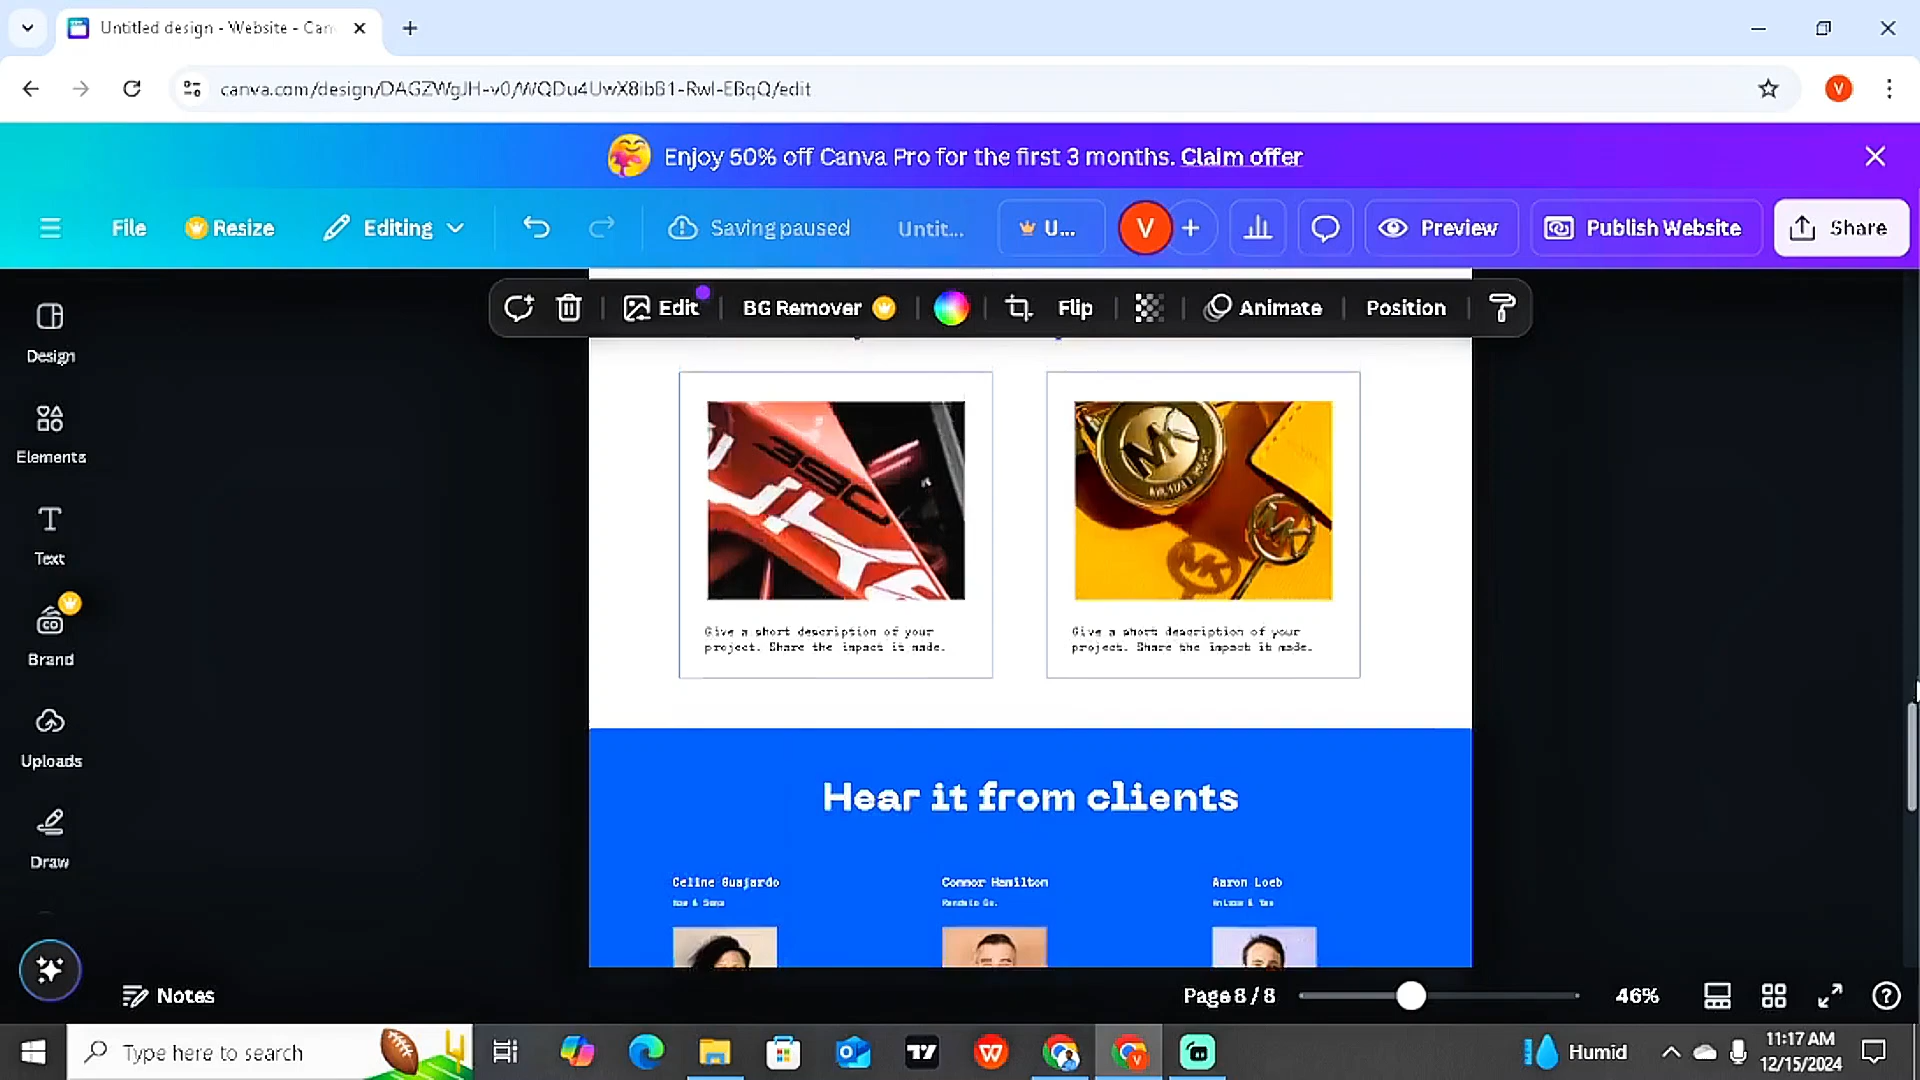 Untitled design - Website - Can
canva.com/design/DAGZWgJH-v0/WQDu4UwX8ibB1-Rwl-EBqQ/edit
Enjoy 50% off Canva Pro for the first 3 months. Claim offer
File
Resize
Editing
Saving paused
Untit...
U...
V
Preview
Publish Website
Share
Edit
BG Remover
Flip
Animate
Position
Design
Elements
Text
Brand
Uploads
Draw
390
MK
MK
Give a short description of your
project. Share the impact it made.
Give a short description of your
project. Share the impact it made.
Hear it from clients
Celine Guajardo
Connor Hamilton
Aaron Loeb
Notes
Page 8 / 8
46%
Type here to search
Humid
11:17 AM
12/15/2024